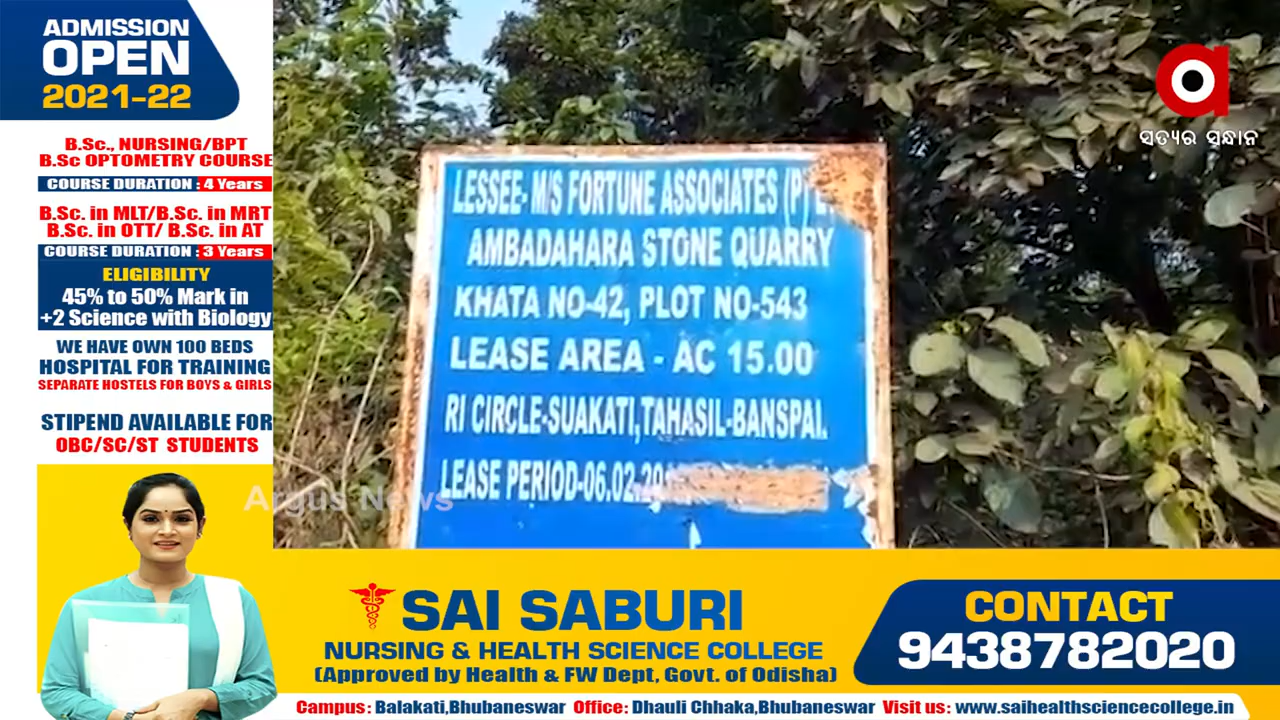 ADMISSION
OPEN
2021-22
B.Sc., NURSING/BPT
B.Sc OPTOMETRY COURSE
COURSE DURATION : 4 Years
B.Sc. in MLT/B.Sc. in MRT
B.Sc. in OTT/ B.Sc. in AT
COURSE DURATION : 3 Years
ELIGIBILITY
45% to 50% Mark in
+2 Science with Biology
WE HAVE OWN 100 BEDS
HOSPITAL FOR TRAINING
SEPARATE HOSTELS FOR BOYS & GIRLS
STIPEND AVAILABLE FOR
OBC/SC/ST STUDENTS
a
ସତ୍ୟର ସନ୍ଧାନ
LESSEE- M/S FORTUNE ASSOCIATES (P)
AMBADAHARA STONE QUARRY
KHATA NO-42, PLOT NO-543
LEASE AREA - AC 15.00
RI CIRCLE-SUAKATI,TAHASIL-BANSPAL.
LEASE PERIOD-06.02.
Argus News
SAI SABURI
NURSING & HEALTH SCIENCE COLLEGE
(Approved by Health & FW Dept, Govt. of Odisha)
CONTACT
9438782020
Campus: Balakati,Bhubaneswar Office: Dhauli Chhaka,Bhubaneswar Visit us: www.saihealthsciencecollege.in